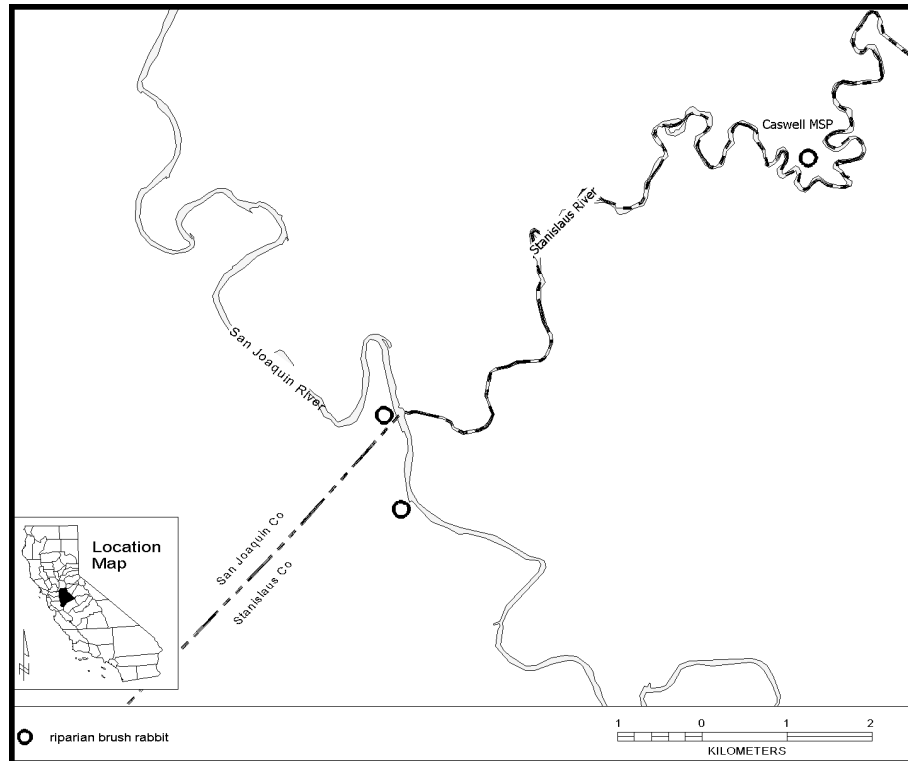 Caswell MSP
Stanislaus River
San Joaquin River
San Joaquin Co
Stanislaus Co
Location
Map
N
riparian brush rabbit
1 0 1 2
KILOMETERS